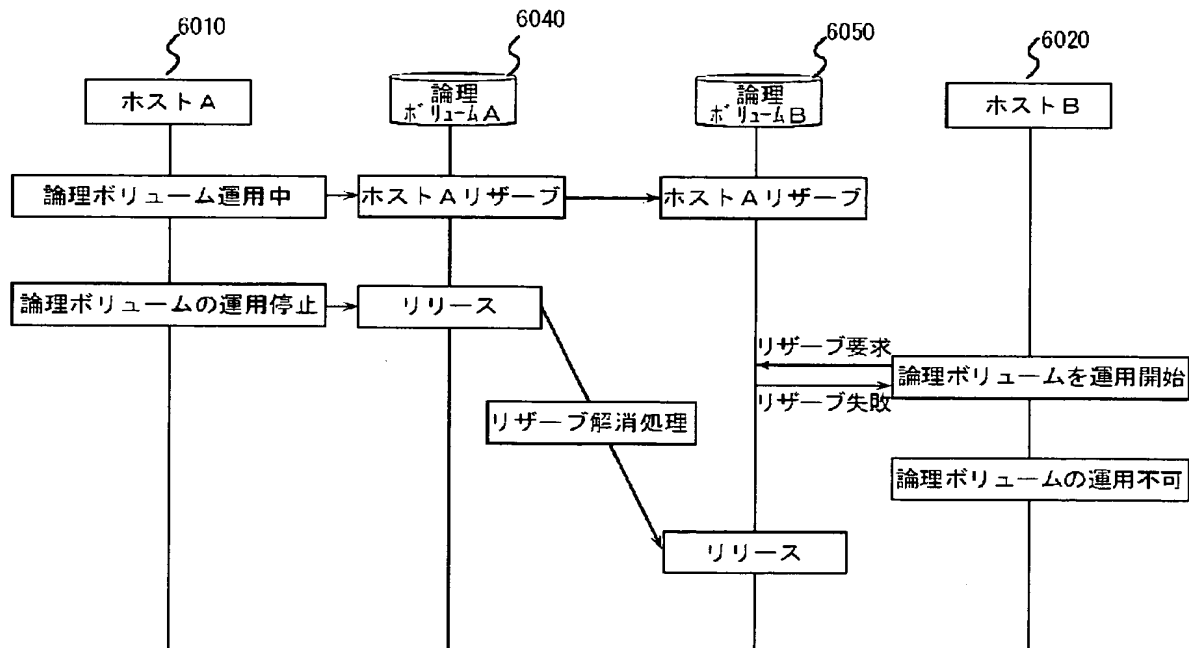 6010
6040
6050
6020
ホストA
論理
ボリュームA
論理
ボリュームB
ホストB
論理ボリューム運用中
ホストAリザーブ
ホストAリザーブ
論理ボリュームの運用停止
リリース
リザーブ要求
論理ボリュームを運用開始
リザーブ失敗
リザーブ解消処理
論理ボリュームの運用不可
リリース